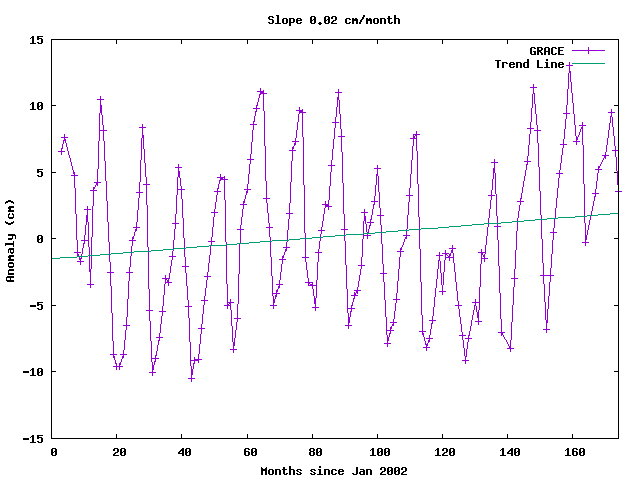 Slope 0.02 cm/month
15
GRACE
Trend Line
10
5
Anomaly (cm)
0
-5
-10
-15
0 20 40 60 80 100 120 140 160
Months since Jan 2002